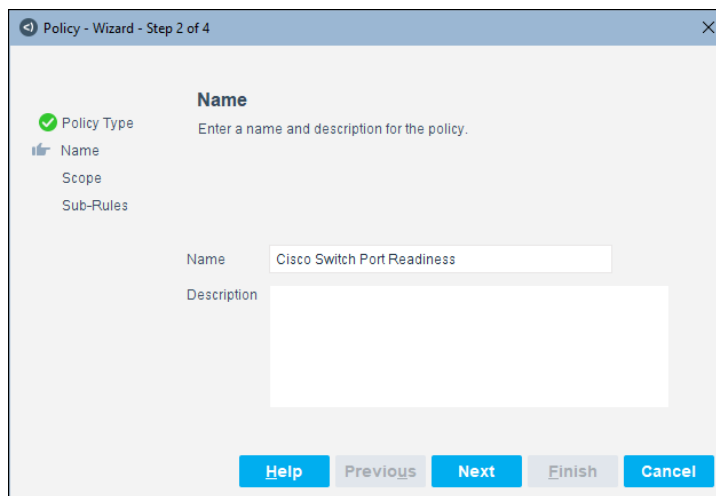 Policy - Wizard - Step 2 of 4
Name
Enter a name and description for the policy.
Policy Type
Name
Scope
Sub-Rules
Name Cisco Switch Port Readiness
Description
Help Previous Next Finish Cancel